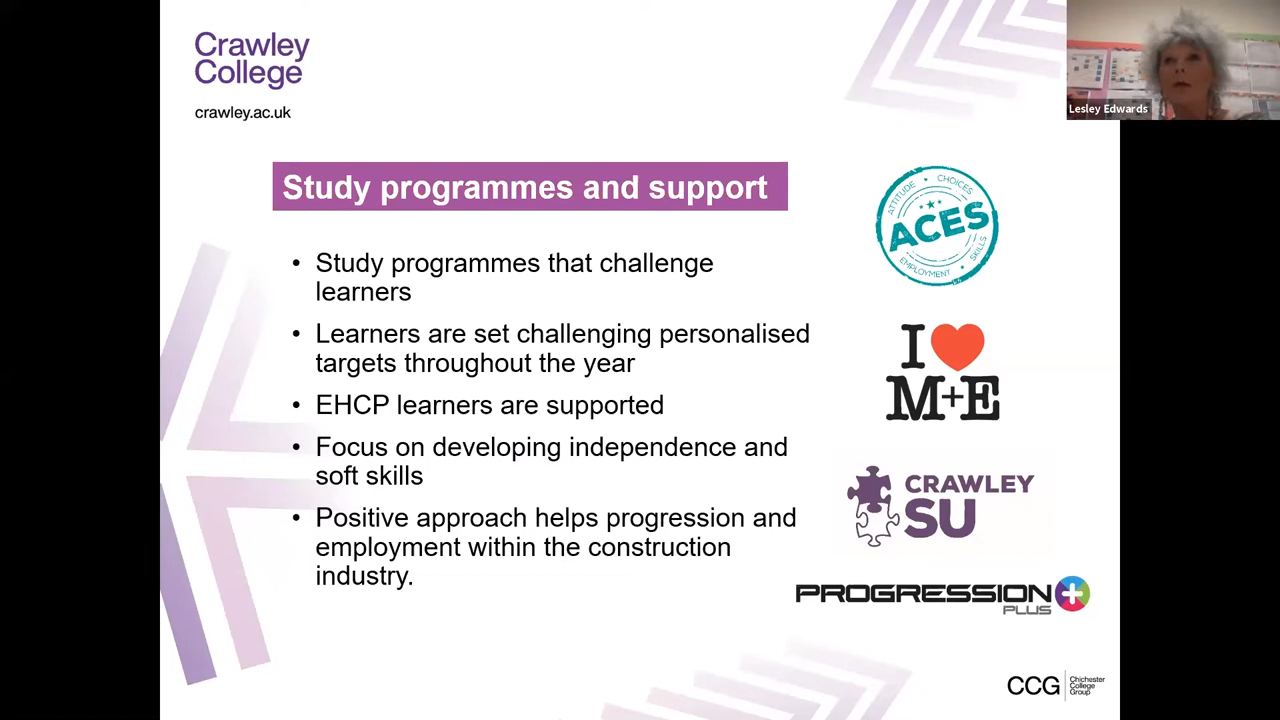 Crawley
College
crawley.ac.uk
Lesley Edwards
Study programmes and support
ATTITUDE • CHOICES
ACES
EMPLOYMENT • SKILLS
• Study programmes that challenge
learners
• Learners are set challenging personalised
targets throughout the year
• EHCP learners are supported
• Focus on developing independence and
soft skills
• Positive approach helps progression and
employment within the construction
industry.
I
M+E
CRAWLEY
SU
PROGRESSION
PLUS
CCG
Chichester
College
Group